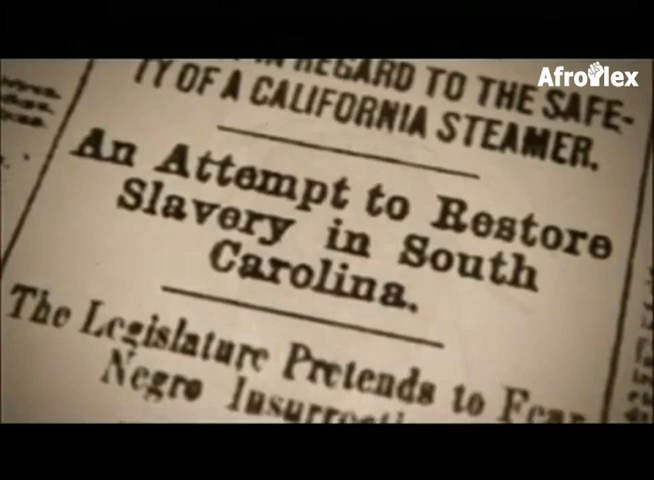 Afroflex
IN REGARD TO THE SAFE-
TY OF A CALIFORNIA STEAMER.
An Attempt to Restore
Slavery in South
Carolina.
The Legislature Pretends to Fear
Negro